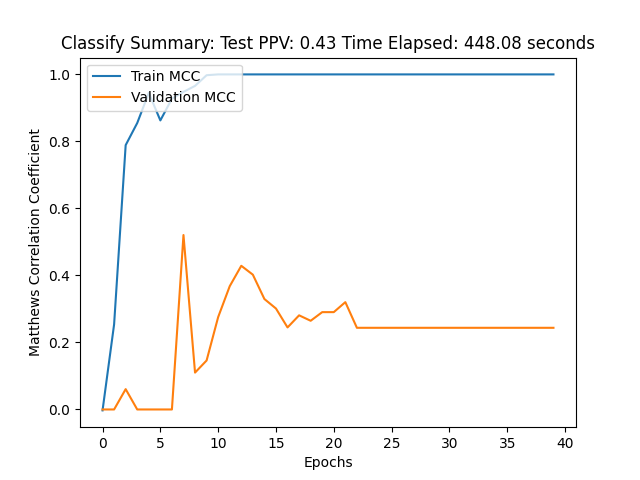 Classify Summary: Test PPV: 0.43 Time Elapsed: 448.08 seconds
Train MCC
Validation MCC
Matthews Correlation Coefficient
1.0
0.8
0.6
0.4
0.2
0.0
0 5 10 15 20 25 30 35 40
Epochs